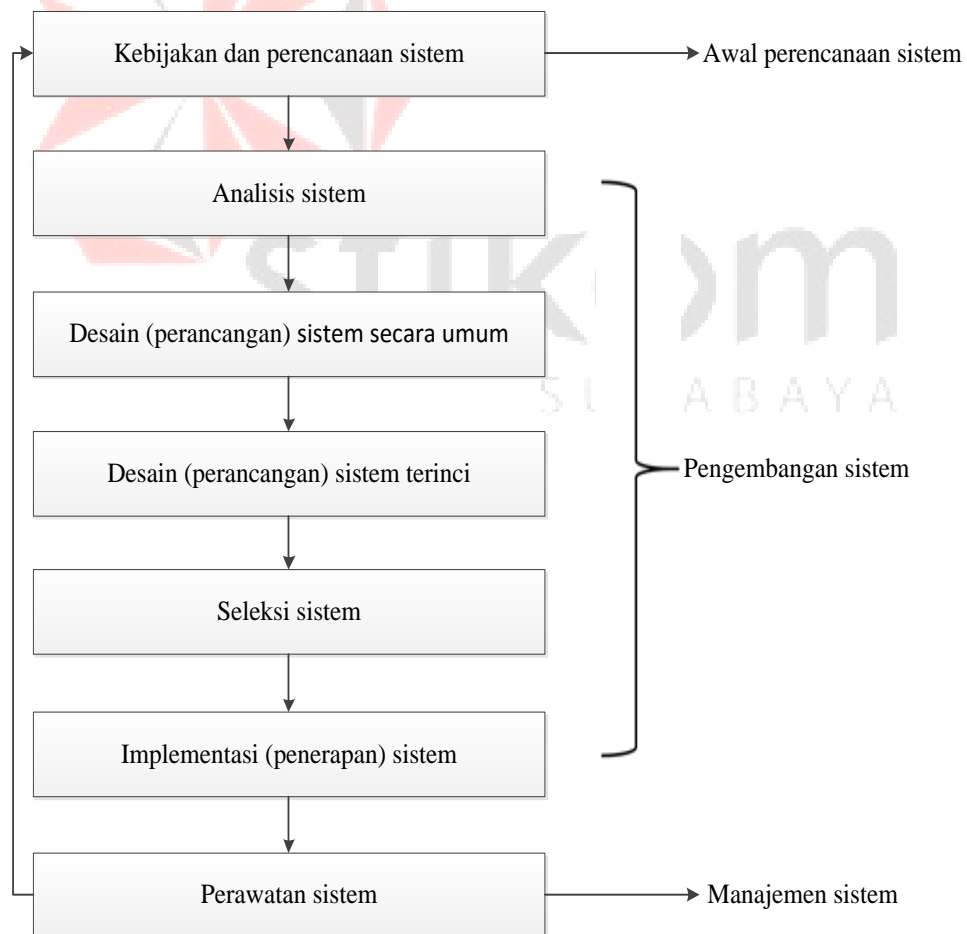 Kebijakan dan perencanaan sistem
Awal perencanaan sistem
Analisis sistem
Desain (perancangan) sistem secara umum
Desain (perancangan) sistem terinci
Pengembangan sistem
Seleksi sistem
Implementasi (penerapan) sistem
Perawatan sistem
Manajemen sistem